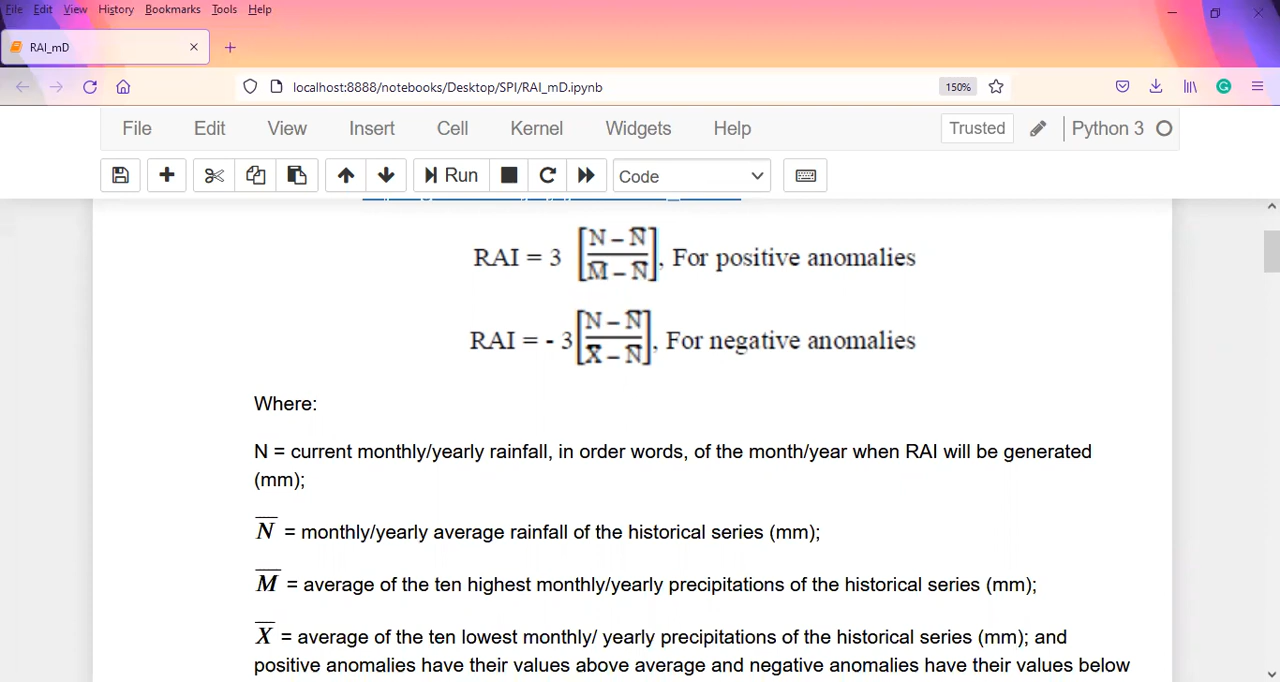 File Edit View History Bookmarks Tools Help
RAI_mD
localhost:8888/notebooks/Desktop/SPI/RAI_mD.ipynb 150%
File Edit View Insert Cell Kernel Widgets Help Trusted Python 3
Run Code
RAI = 3 [N – N̅ / M̅ – N̅], For positive anomalies
RAI = - 3[N – N̅ / X̅ – N̅], For negative anomalies
Where:
N = current monthly/yearly rainfall, in order words, of the month/year when RAI will be generated
(mm);
N̅ = monthly/yearly average rainfall of the historical series (mm);
M̅ = average of the ten highest monthly/yearly precipitations of the historical series (mm);
X̅ = average of the ten lowest monthly/ yearly precipitations of the historical series (mm); and
positive anomalies have their values above average and negative anomalies have their values below